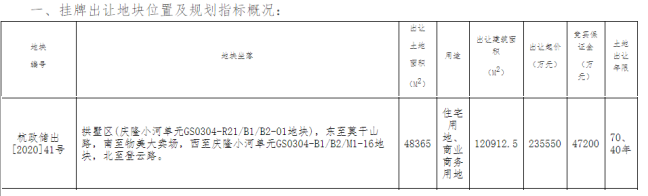 一、挂牌出让地块位置及规划指标概况：
地块
编号
地块坐落
出让
土地
面积
(M²)
用途
出让建筑面
积
(M²)
出让起价
(万元)
竞买保
证金
(万
元)
土地
出让
年限
杭政储出
[2020]41号
拱墅区(庆隆小河单元GS0304-R21/B1/B2-01地块)，东至莫干山
路，南至物美大卖场，西至庆隆小河单元GS0304-B1/B2/M1-16地
块，北至登云路。
48365
住宅
用
地、
商业
商务
用地
120912.5
235550
47200
70、
40年